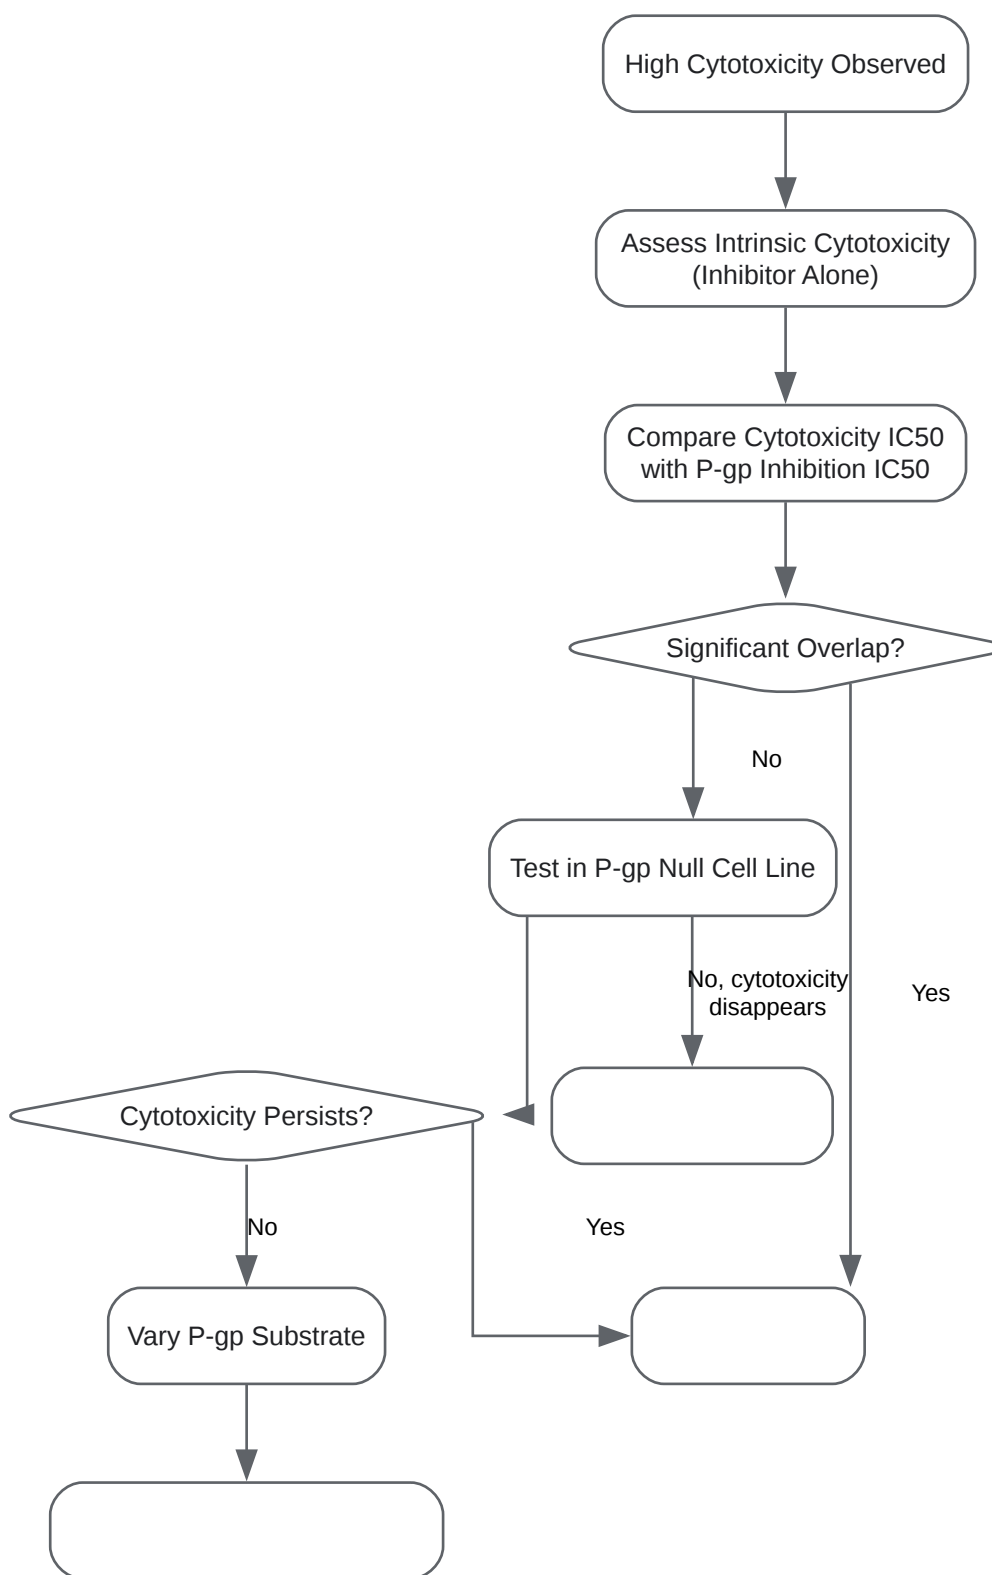 High Cytotoxicity Observed
Assess Intrinsic Cytotoxicity
(Inhibitor Alone)
Compare Cytotoxicity IC50
with P-gp Inhibition IC50
Significant Overlap?
No
Test in P-gp Null Cell Line
No, cytotoxicity
disappears
Yes
Cytotoxicity Persists?
No
Yes
Vary P-gp Substrate